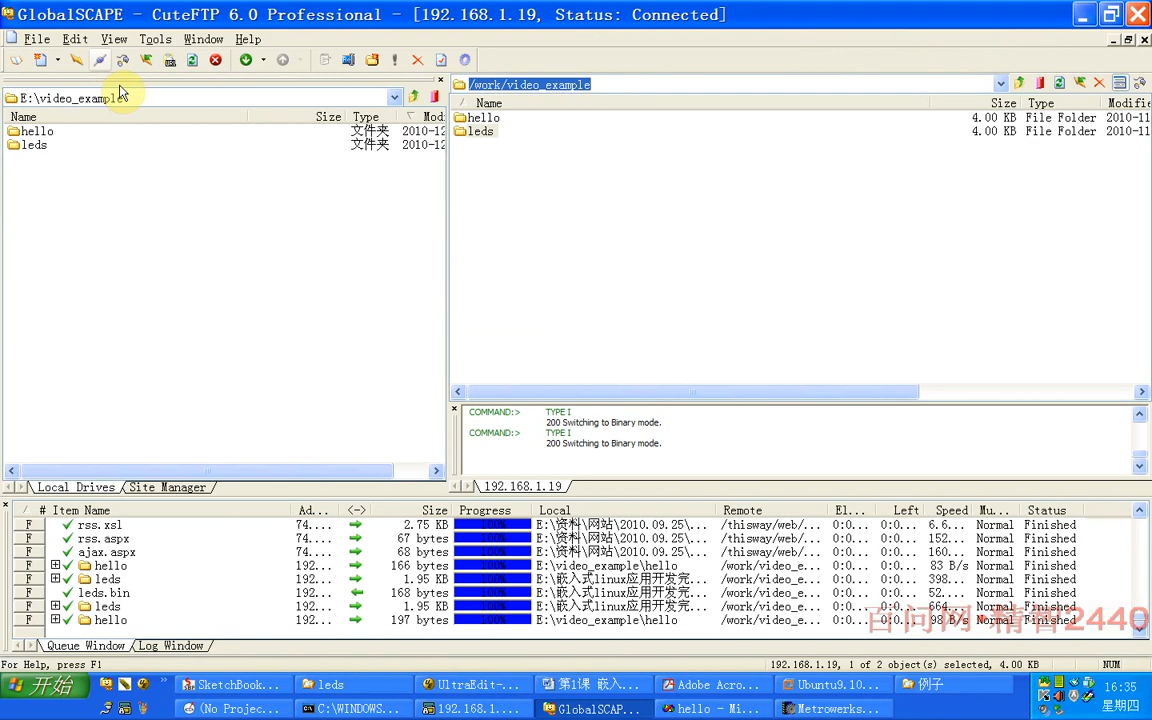 GlobalSCAPE - CuteFTP 6.0 Professional - [192.168.1.19, Status: Connected]
File Edit View Tools Window Help
E:\video_example
/work/video_example
Name Size Type Modi
hello 文件夹 2010-12
leds 文件夹 2010-12
Name Size Type Modifie
hello 4.00 KB File Folder 2010-11
leds 4.00 KB File Folder 2010-11
COMMAND:> TYPE I
200 Switching to Binary mode.
COMMAND:> TYPE I
200 Switching to Binary mode.
Local Drives Site Manager
192.168.1.19
/ # Item Name Ad... <-> Size Progress Local Remote El... Left Speed Mu... Status
F rss.xsl 74.... 2.75 KB 100% E:\资料\网站\2010.09.25\... /thisway/web/... 0:0... 0:0... 6.6... Normal Finished
F rss.aspx 74.... 67 bytes 100% E:\资料\网站\2010.09.25\... /thisway/web/... 0:0... 0:0... 152... Normal Finished
F ajax.aspx 74.... 68 bytes 100% E:\资料\网站\2010.09.25\... /thisway/web/... 0:0... 0:0... 160... Normal Finished
F hello 192... 166 bytes 100% E:\video_example\hello /work/video_e... 0:0... 0:0... 83 B/s Normal Finished
F leds 192... 1.95 KB 100% E:\嵌入式linux应用开发完... /work/video_e... 0:0... 0:0... 398... Normal Finished
F leds.bin 192... 168 bytes 100% E:\嵌入式linux应用开发完... /work/video_e... 0:0... 0:0... 52... Normal Finished
F leds 192... 1.95 KB 100% E:\嵌入式linux应用开发完... /work/video_e... 0:0... 0:0... 664... Normal Finished
F hello 192... 197 bytes 100% E:\video_example\hello /work/video_e... 0:0... 0:0... 98 B/s Normal Finished
百问网·精智2440
Queue Window Log Window
For Help, press F1 192.168.1.19, 1 of 2 object(s) selected, 4.00 KB NUM
开始 SketchBook... leds UltraEdit-... 第1课 嵌入... Adobe Acro... Ubuntu9.10... 例子 16:35
(No Projec... C:\WINDOWS... 192.168.1.... GlobalSCAP... hello - Mi... Metrowerks... 星期四